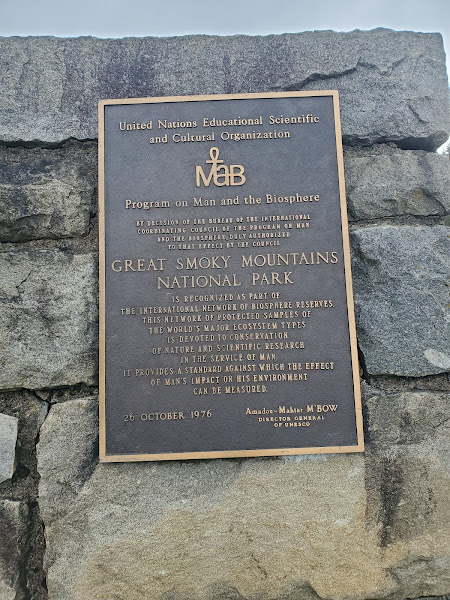 United Nations Educational Scientific
and Cultural Organization
MaB
Program on Man and the Biosphere
BY DECISION OF THE BUREAU OF THE INTERNATIONAL
COORDINATING COUNCIL OF THE PROGRAM ON MAN
AND THE BIOSPHERE, DULY AUTHORIZED
TO THAT EFFECT BY THE COUNCIL
GREAT SMOKY MOUNTAINS
NATIONAL PARK
IS RECOGNIZED AS PART OF
THE INTERNATIONAL NETWORK OF BIOSPHERE RESERVES.
THIS NETWORK OF PROTECTED SAMPLES OF
THE WORLD'S MAJOR ECOSYSTEM TYPES
IS DEVOTED TO CONSERVATION
OF NATURE AND SCIENTIFIC RESEARCH
IN THE SERVICE OF MAN.
IT PROVIDES A STANDARD AGAINST WHICH THE EFFECT
OF MAN'S IMPACT ON HIS ENVIRONMENT
CAN BE MEASURED.
26 OCTOBER 1976
Amadou-Mahtar M'BOW
DIRECTOR GENERAL
OF UNESCO